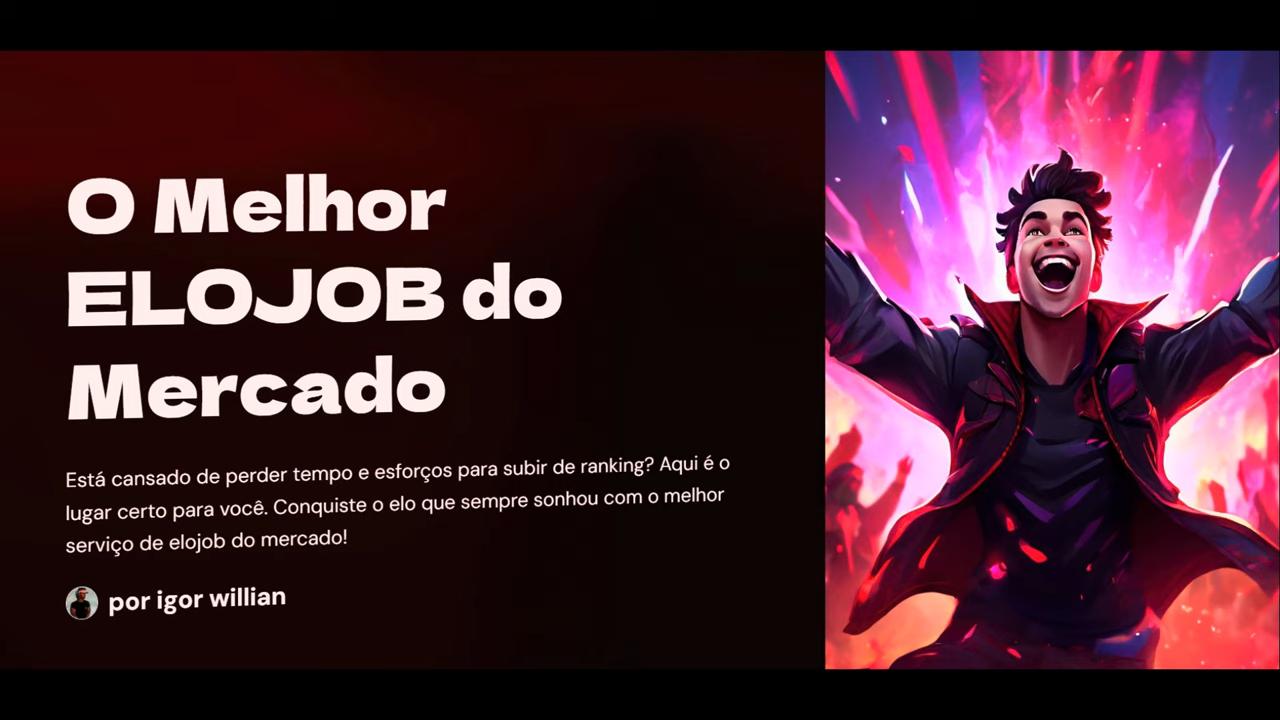 O Melhor
ELOJOB do
Mercado
Está cansado de perder tempo e esforços para subir de ranking? Aqui é o
lugar certo para você. Conquiste o elo que sempre sonhou com o melhor
serviço de elojob do mercado!
por igor willian